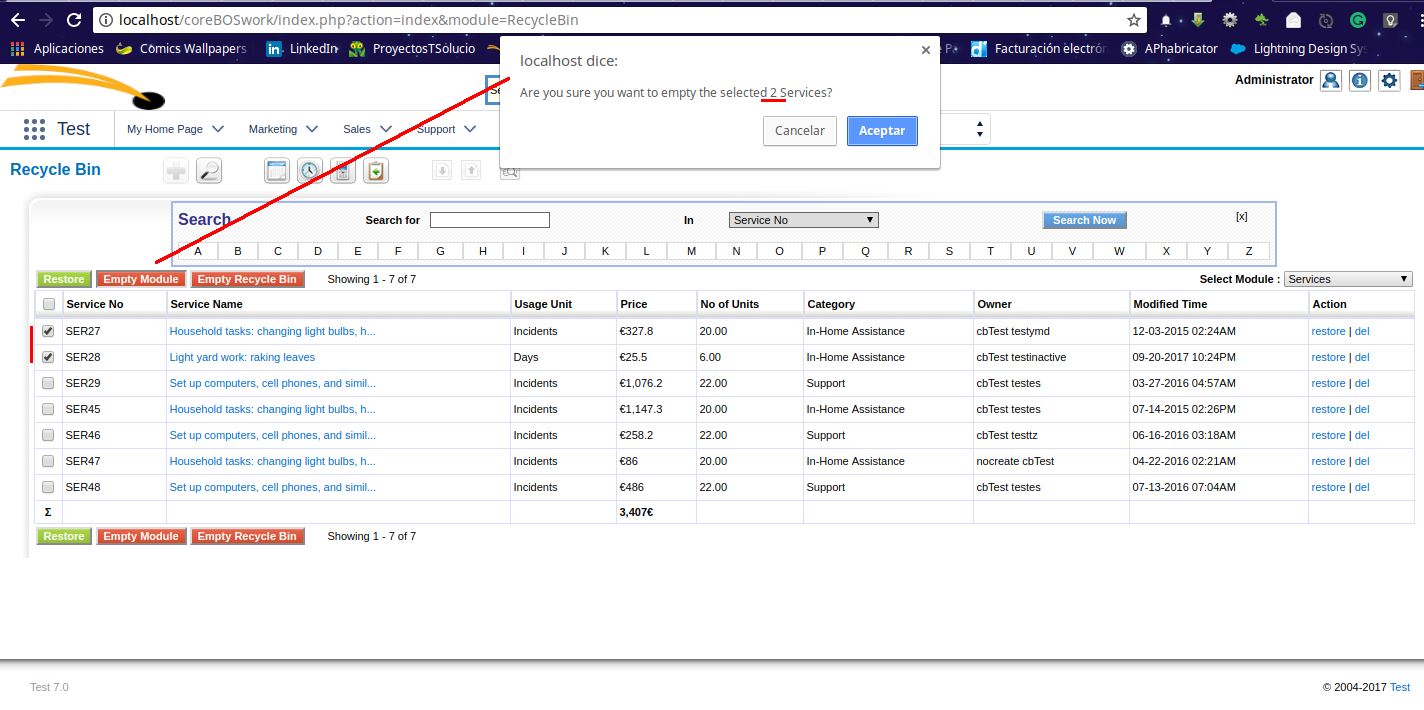 localhost/coreBOSwork/index.php?action=index&module=RecycleBin
Aplicaciones Cómics Wallpapers LinkedIn ProyectosTSolucio Facturación electrón APhabricator Lightning Design Sys
localhost dice:
Are you sure you want to empty the selected 2 Services?
Cancelar Aceptar
Administrator
Test My Home Page Marketing Sales Support
Recycle Bin
Search Search for In Service No Search Now [x]
A B C D E F G H I J K L M N O P Q R S T U V W X Y Z
Restore Empty Module Empty Recycle Bin Showing 1 - 7 of 7 Select Module : Services
Service No Service Name Usage Unit Price No of Units Category Owner Modified Time Action
SER27 Household tasks: changing light bulbs, h... Incidents €327.8 20.00 In-Home Assistance cbTest testymd 12-03-2015 02:24AM restore | del
SER28 Light yard work: raking leaves Days €25.5 6.00 In-Home Assistance cbTest testinactive 09-20-2017 10:24PM restore | del
SER29 Set up computers, cell phones, and simil... Incidents €1,076.2 22.00 Support cbTest testes 03-27-2016 04:57AM restore | del
SER45 Household tasks: changing light bulbs, h... Incidents €1,147.3 20.00 In-Home Assistance cbTest testes 07-14-2015 02:26PM restore | del
SER46 Set up computers, cell phones, and simil... Incidents €258.2 22.00 Support cbTest testtz 06-16-2016 03:18AM restore | del
SER47 Household tasks: changing light bulbs, h... Incidents €86 20.00 In-Home Assistance nocreate cbTest 04-22-2016 02:21AM restore | del
SER48 Set up computers, cell phones, and simil... Incidents €486 22.00 Support cbTest testes 07-13-2016 07:04AM restore | del
Σ 3,407€
Restore Empty Module Empty Recycle Bin Showing 1 - 7 of 7
Test 7.0 © 2004-2017 Test